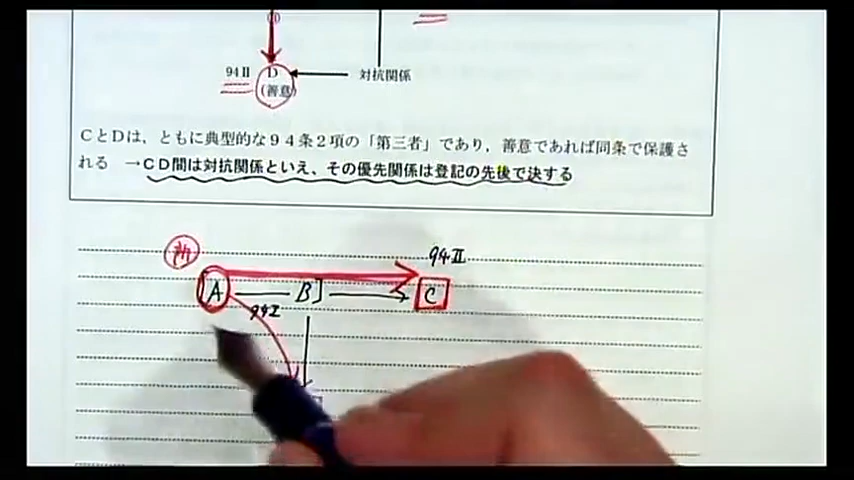 94Ⅱ D 対抗関係
(善意)
CとDは、ともに典型的な94条2項の「第三者」であり、善意であれば同条で保護さ
れる →CD間は対抗関係といえ、その優先関係は登記の先後で決する
所 94Ⅱ
A B C
94Ⅱ